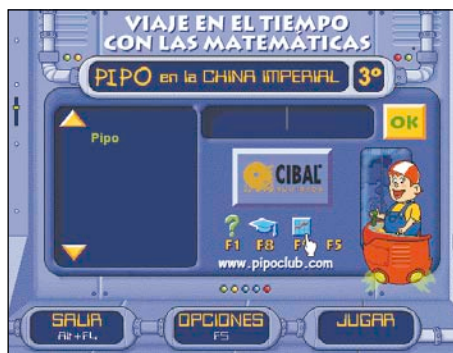 VIAJE EN EL TIEMPO
CON LAS MATEMÁTICAS
PIPO en la CHINA IMPERIAL 3º
OK
Pipo
CIBAL
F1 F8 F5
www.pipoclub.com
SALIR OPCIONES JUGAR
Alt+F4 F5